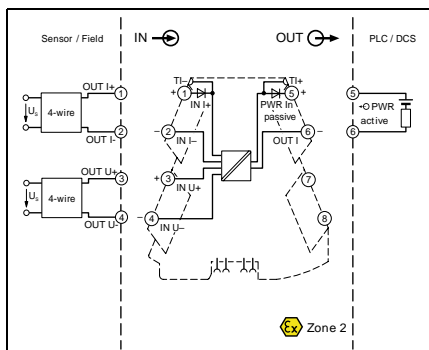 Sensor / Field IN OUT PLC / DCS
OUT I+ 1 TI– TI+ 5
+ 1 IN I+ PWR In 5 + PWR
passive active
U_S 4-wire 2 – 2 IN I– OUT I 6 – 6
OUT I-
OUT U+ 3 + 3 IN U+ 7
U_S 4-wire
OUT U- 4 – 4 IN U– 8
Ex Zone 2